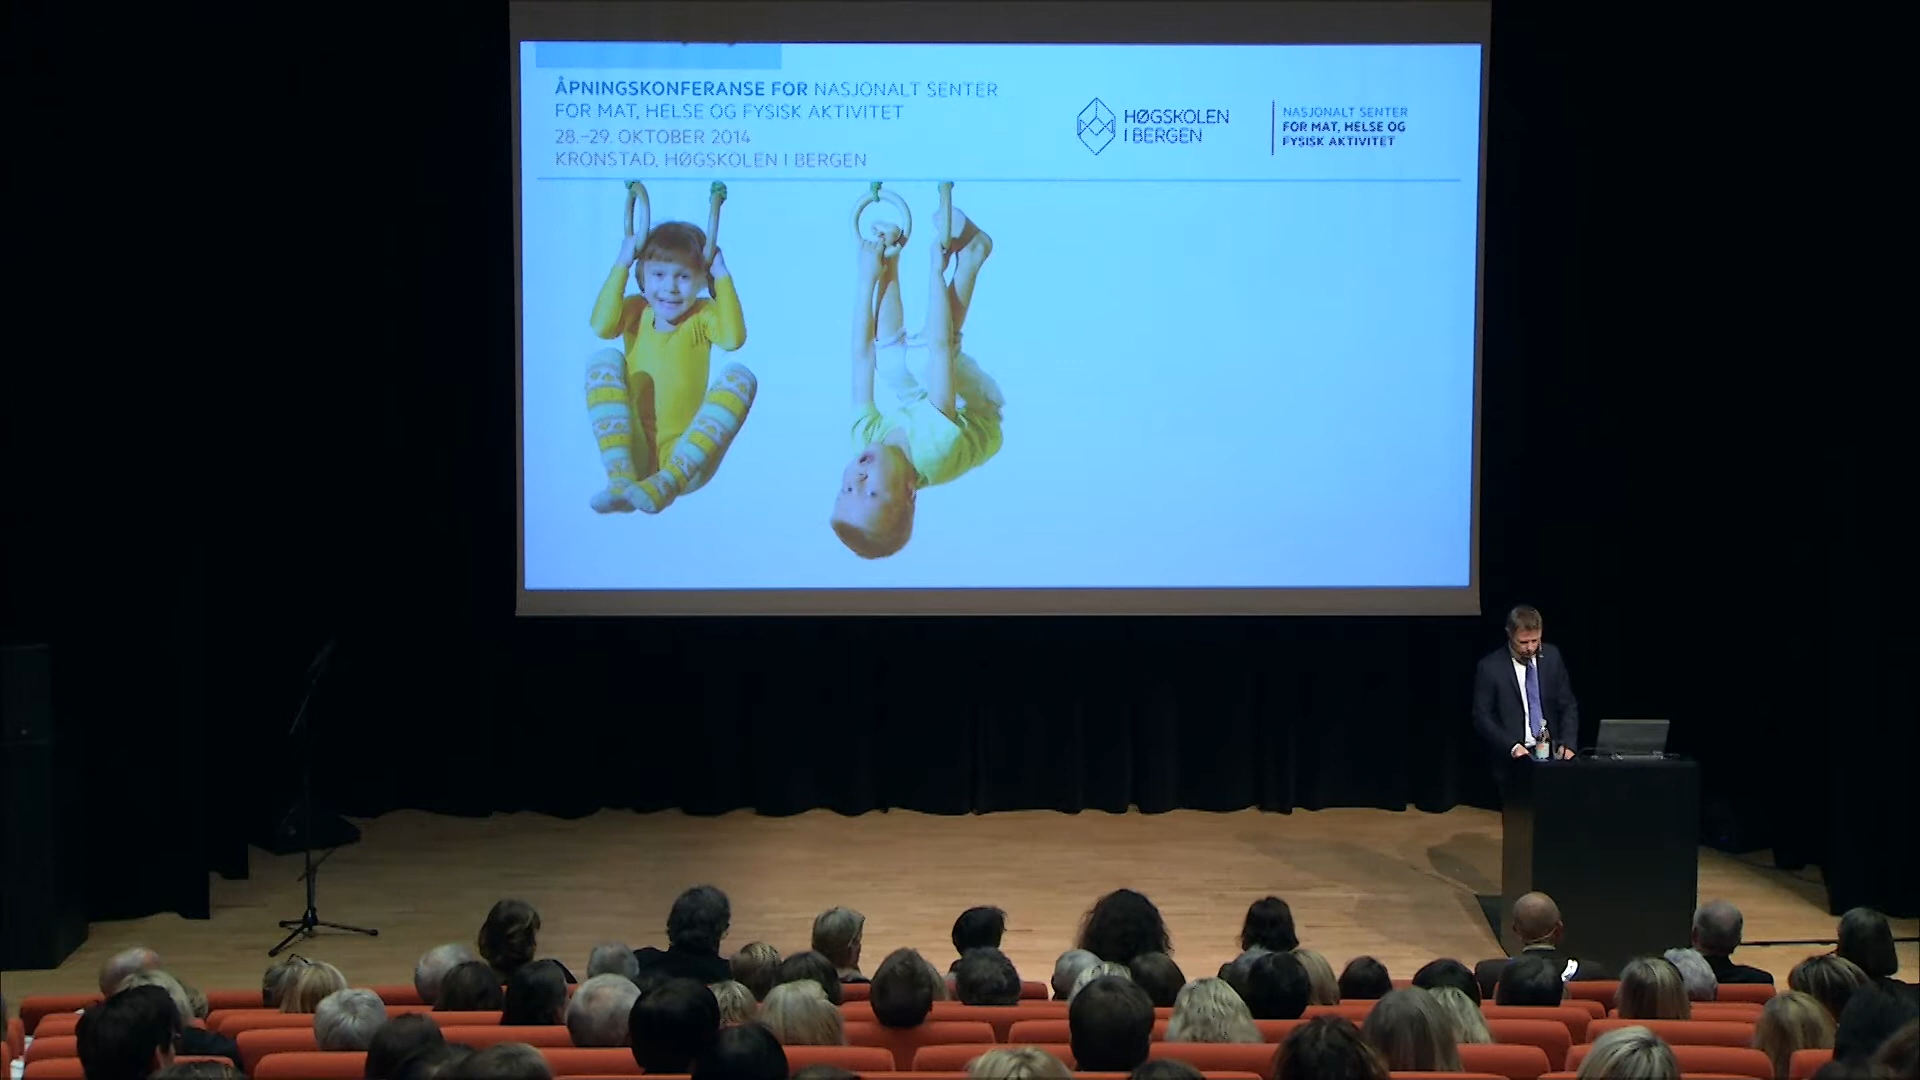 ÅPNINGSKONFERANSE FOR NASJONALT SENTER
FOR MAT, HELSE OG FYSISK AKTIVITET
28.–29. OKTOBER 2014
KRONSTAD, HØGSKOLEN I BERGEN
HØGSKOLEN
I BERGEN
NASJONALT SENTER
FOR MAT, HELSE OG
FYSISK AKTIVITET